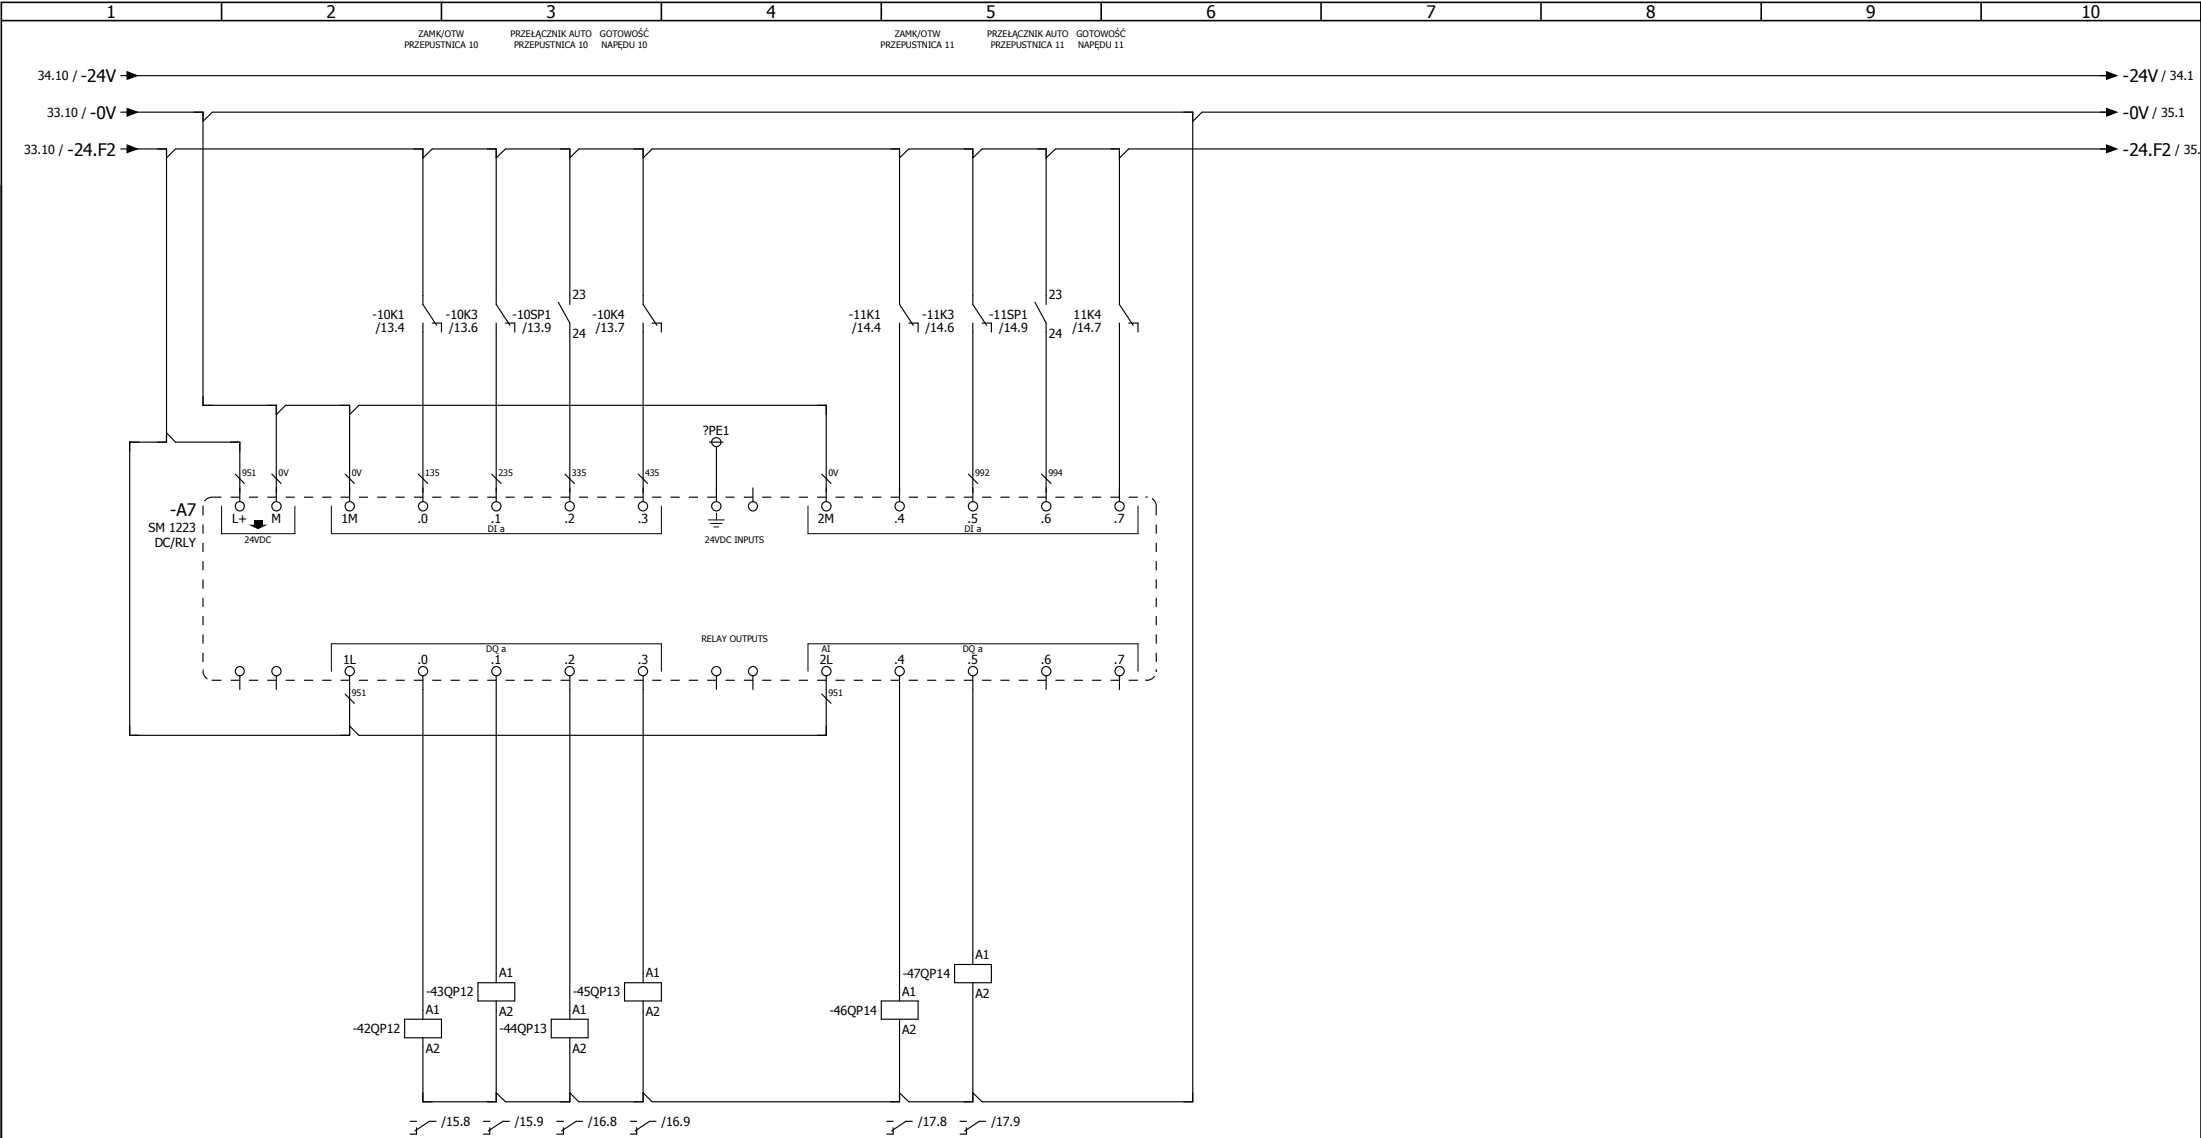 1 2 3 4 5 6 7 8 9 10
ZAMK/OTW PRZEŁĄCZNIK AUTO GOTOWOŚĆ ZAMK/OTW PRZEŁĄCZNIK AUTO GOTOWOŚĆ
PRZEPUSTNICA 10 PRZEPUSTNICA 10 NAPĘDU 10 PRZEPUSTNICA 11 PRZEPUSTNICA 11 NAPĘDU 11
34.10 / -24V -24V / 34.1
33.10 / -0V -0V / 35.1
33.10 / -24.F2 -24.F2 / 35.
23 23
-10K1 -10K3 -10SP1 -10K4 -11K1 -11K3 -11SP1 11K4
/13.4 /13.6 /13.9 /13.7 /14.4 /14.6 /14.9 /14.7
24 24
?PE1
951 0V 0V 135 235 335 435 0V 992 994
-A7
SM 1223
DC/RLY
L+ M 1M .0 .1 .2 .3 2M .4 .5 .6 .7
DI a DI a
24VDC 24VDC INPUTS
RELAY OUTPUTS
DQ a AI DQ a
1L .0 .1 .2 .3 2L .4 .5 .6 .7
951 951
A1
-47QP14
A2
A1 A1 A1
-43QP12 -45QP13
A2 A2
-46QP14
A2
A1 A1
-42QP12 -44QP13
A2 A2
/15.8 /15.9 /16.8 /16.9 /17.8 /17.9